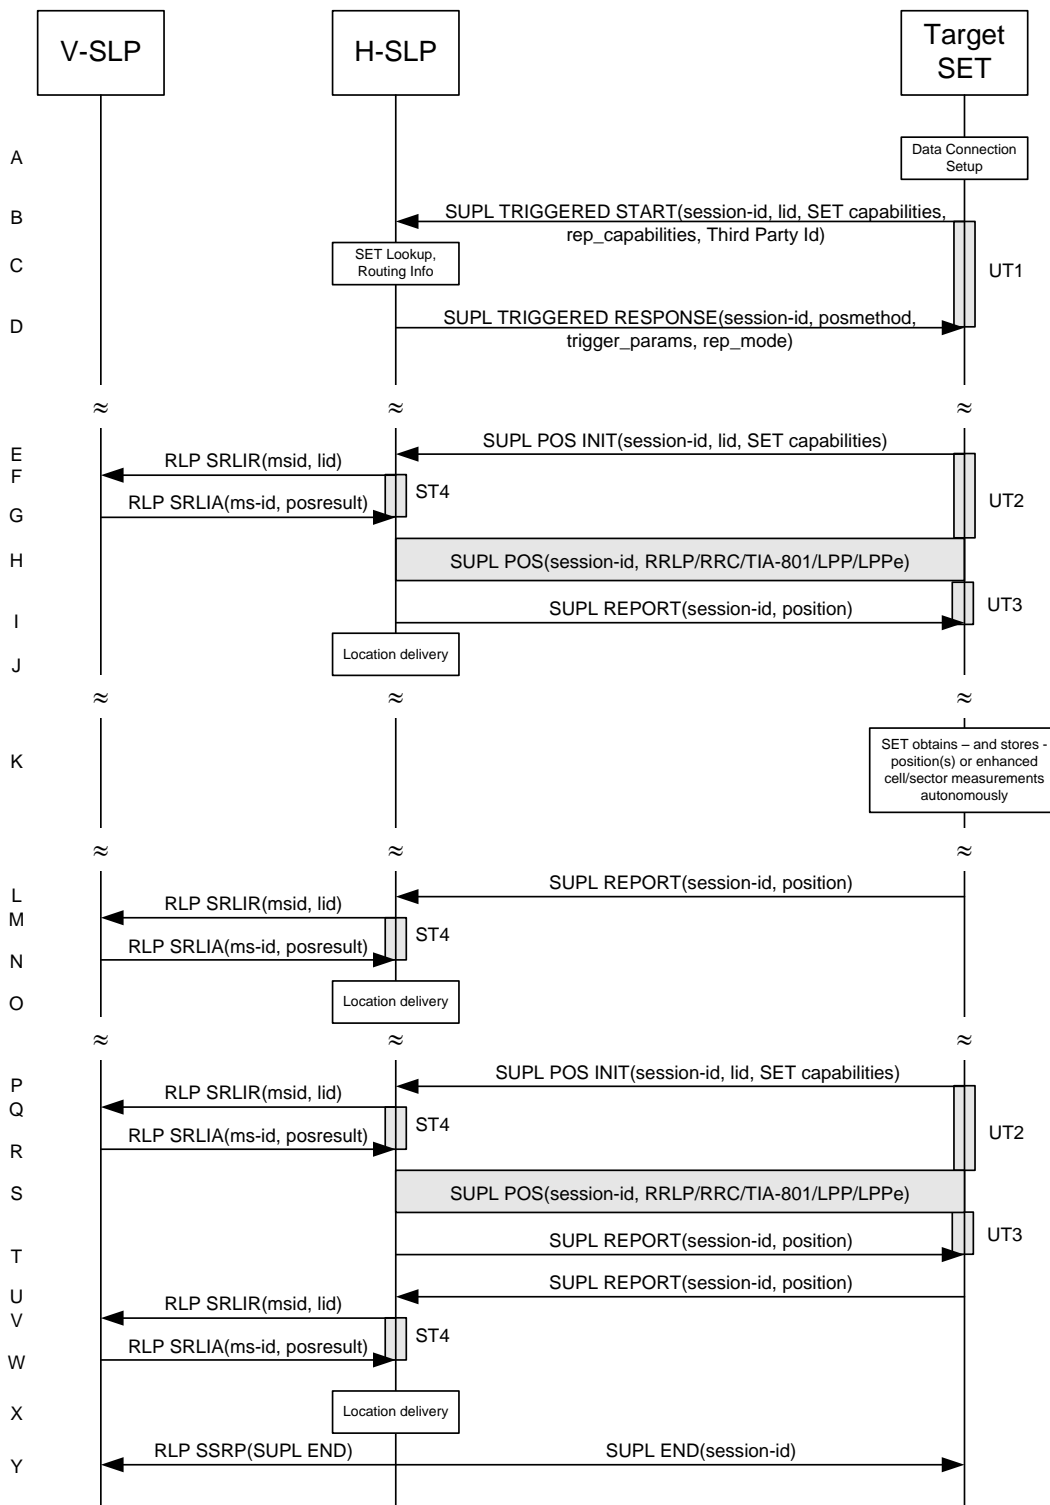 V-SLP
H-SLP
Target
SET
A
Data Connection
Setup
B
SUPL TRIGGERED START(session-id, lid, SET capabilities,
rep_capabilities, Third Party Id)
C
SET Lookup,
Routing Info
UT1
D
SUPL TRIGGERED RESPONSE(session-id, posmethod,
trigger_params, rep_mode)
≈ ≈ ≈
E
SUPL POS INIT(session-id, lid, SET capabilities)
F
RLP SRLIR(msid, lid)
ST4
UT2
G
RLP SRLIA(ms-id, posresult)
H
SUPL POS(session-id, RRLP/RRC/TIA-801/LPP/LPPe)
I
SUPL REPORT(session-id, position)
UT3
J
Location delivery
≈ ≈ ≈
K
SET obtains – and stores -
position(s) or enhanced
cell/sector measurements
autonomously
≈ ≈ ≈
L
SUPL REPORT(session-id, position)
M
RLP SRLIR(msid, lid)
ST4
N
RLP SRLIA(ms-id, posresult)
O
Location delivery
≈ ≈ ≈
P
SUPL POS INIT(session-id, lid, SET capabilities)
Q
RLP SRLIR(msid, lid)
ST4
UT2
R
RLP SRLIA(ms-id, posresult)
S
SUPL POS(session-id, RRLP/RRC/TIA-801/LPP/LPPe)
UT3
T
SUPL REPORT(session-id, position)
U
SUPL REPORT(session-id, position)
V
RLP SRLIR(msid, lid)
ST4
W
RLP SRLIA(ms-id, posresult)
X
Location delivery
Y
RLP SSRP(SUPL END)
SUPL END(session-id)